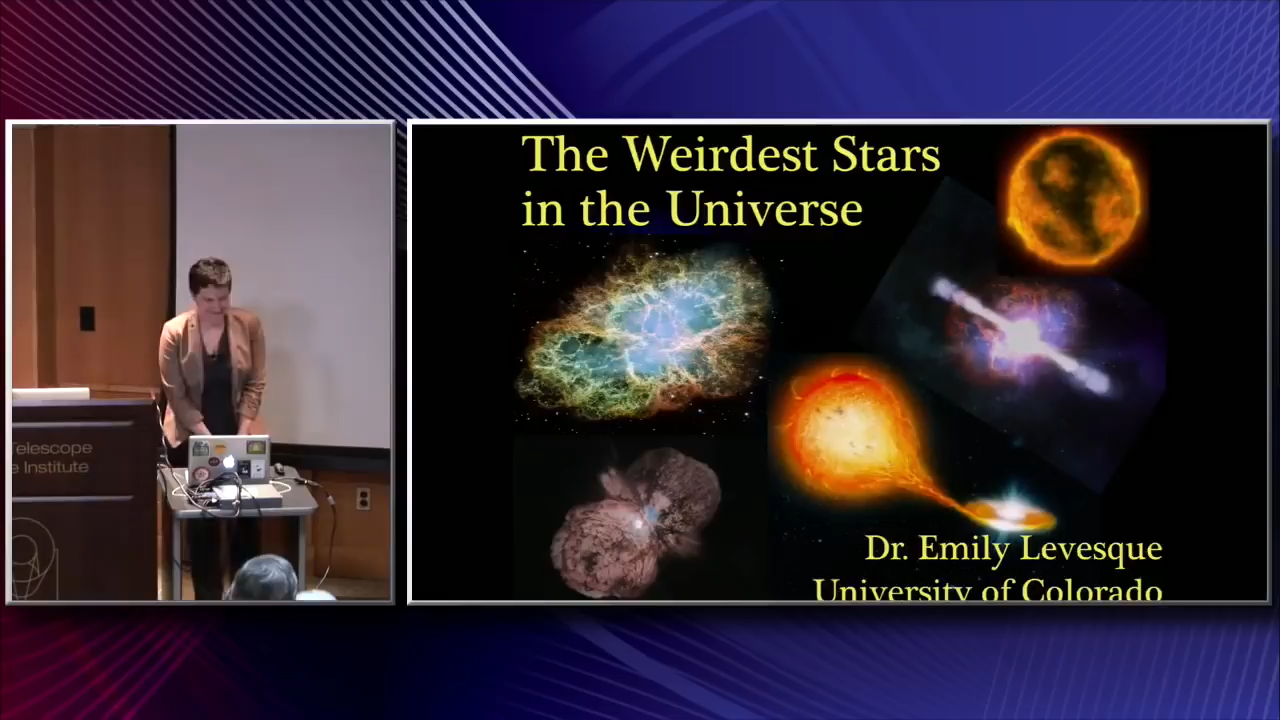 The Weirdest Stars
in the Universe
Telescope
e Institute
Dr. Emily Levesque
University of Colorado